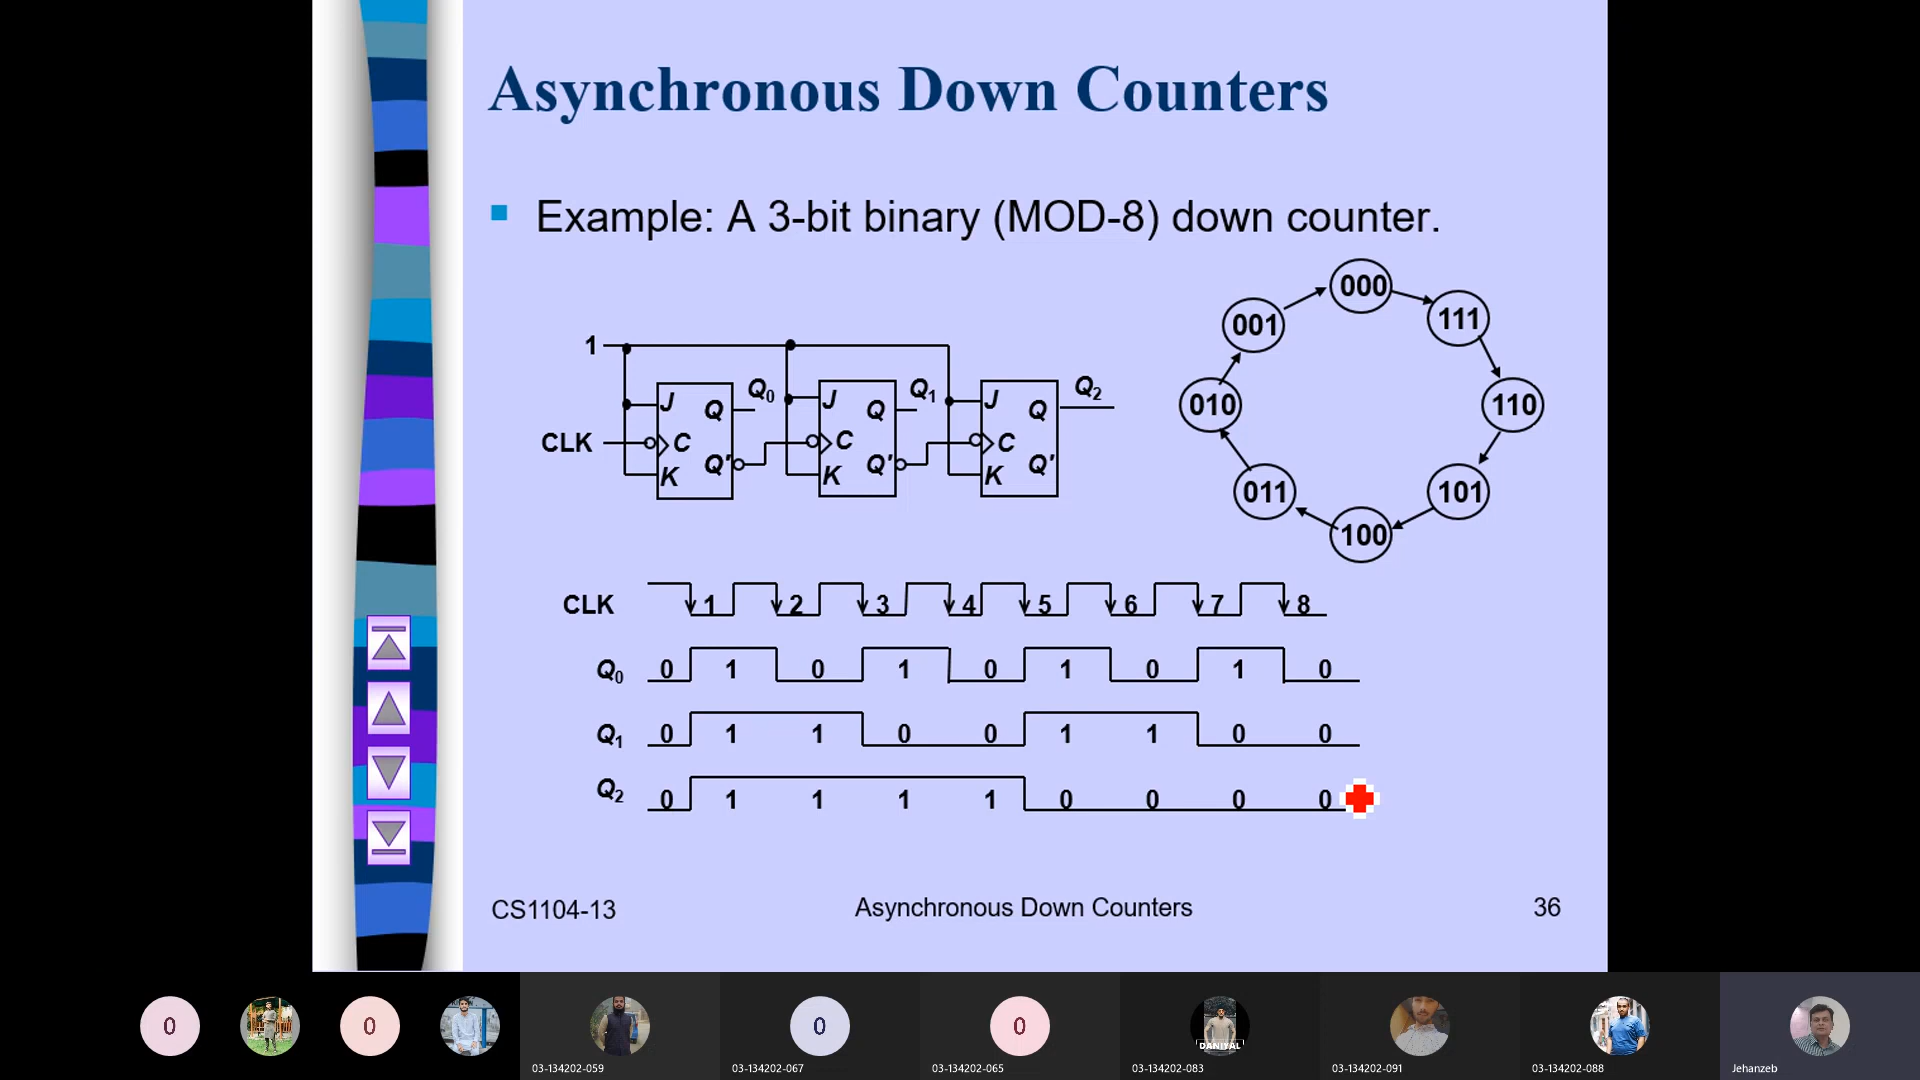 Asynchronous Down Counters
Example: A 3-bit binary (MOD-8) down counter.
000
001
111
1
Q0
Q1
Q2
J
Q
J
Q
J
Q
010
110
CLK
C
C
C
Q'
Q'
Q'
K
K
K
011
101
100
CLK
1 2 3 4 5 6 7 8
Q0 0 1 0 1 0 1 0 1 0
Q1 0 1 1 0 0 1 1 0 0
Q2 0 1 1 1 1 0 0 0 0
CS1104-13
Asynchronous Down Counters
36
0
0
0
0
DANIYAL
03-134202-059
03-134202-067
03-134202-065
03-134202-083
03-134202-091
03-134202-088
Jehanzeb